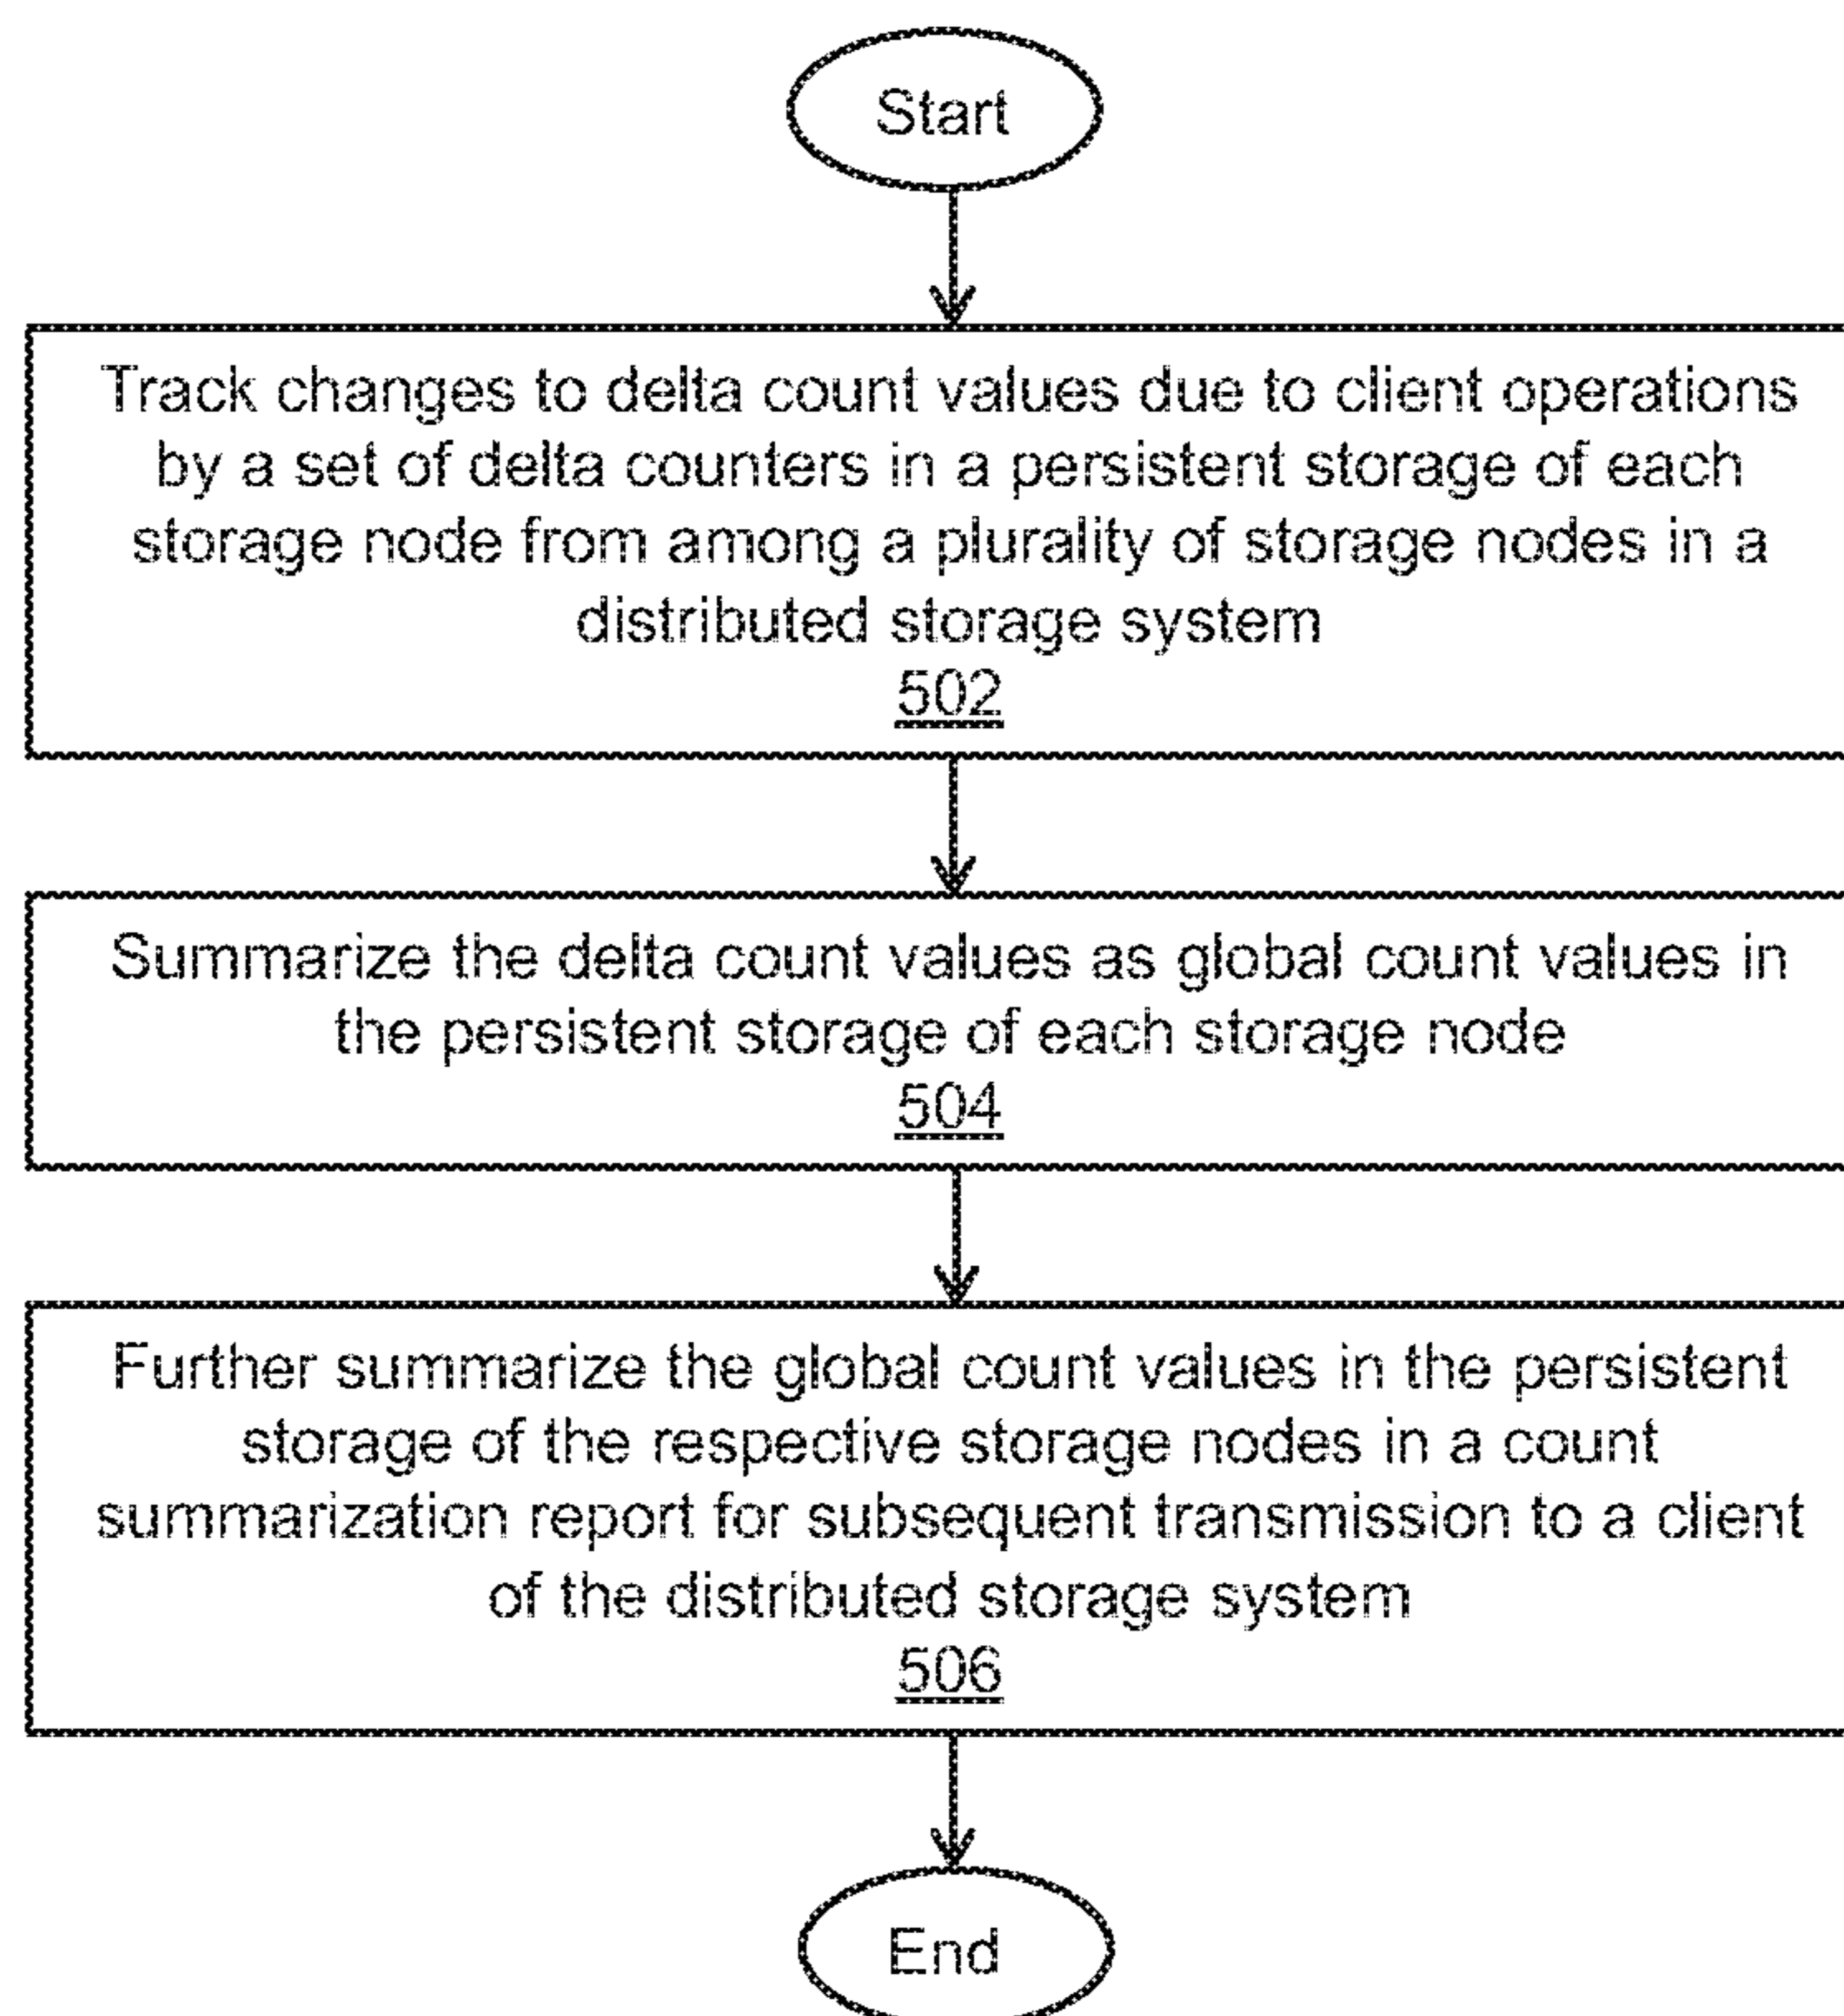 Start
Track changes to delta count values due to client operations
by a set of delta counters in a persistent storage of each
storage node from among a plurality of storage nodes in a
distributed storage system
502
Summarize the delta count values as global count values in
the persistent storage of each storage node
504
Further summarize the global count values in the persistent
storage of the respective storage nodes in a count
summarization report for subsequent transmission to a client
of the distributed storage system
506
End